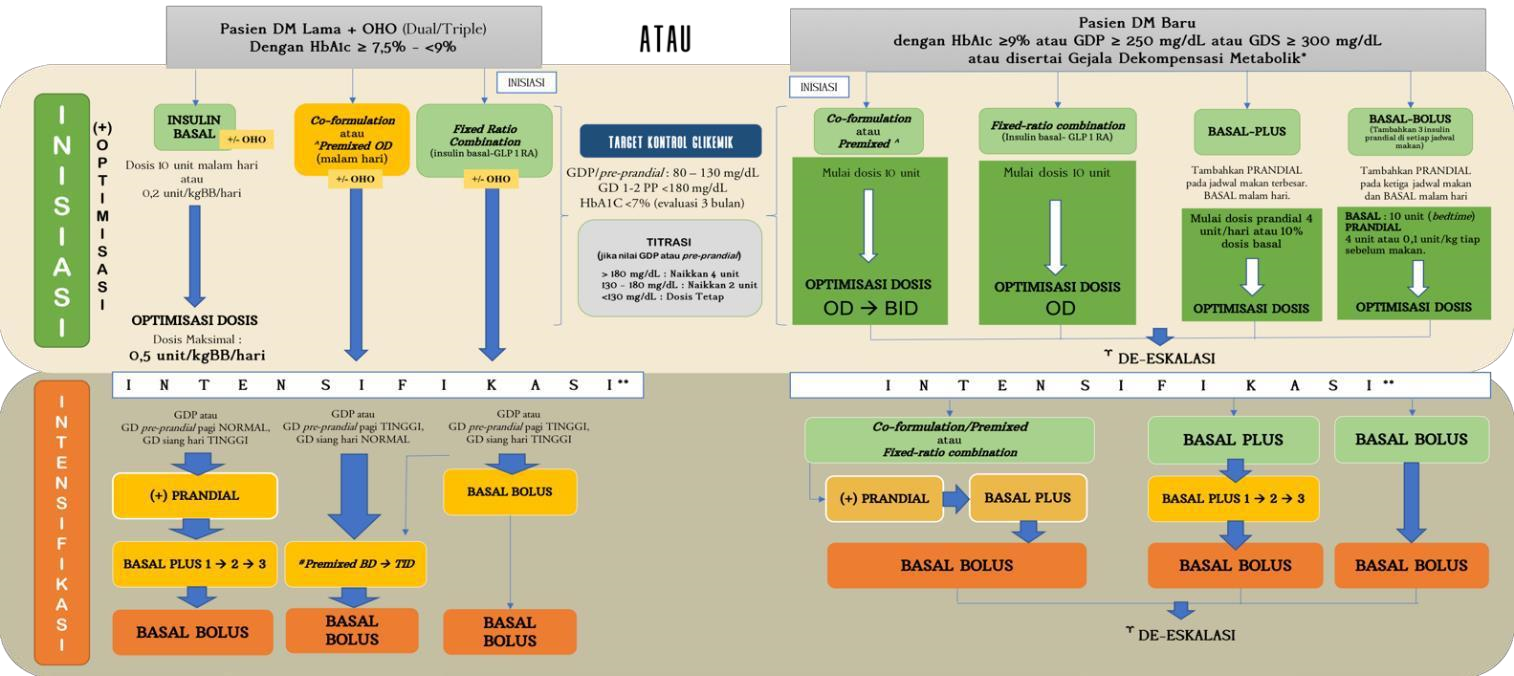 Pasien DM Lama + OHO (Dual/Triple)
Dengan HbA1c ≥ 7,5% - <9%
ATAU
Pasien DM Baru
dengan HbA1c ≥9% atau GDP ≥ 250 mg/dL atau GDS ≥ 300 mg/dL
atau disertai Gejala Dekompensasi Metabolik*
INISIASI
(+) OPTIMISASI
INISIASI
INSULIN
BASAL
+/- OHO
Dosis 10 unit malam hari
atau
0,2 unit/kgBB/hari
OPTIMISASI DOSIS
Dosis Maksimal :
0,5 unit/kgBB/hari
Co-formulation
atau
^Premixed OD
(malam hari)
+/- OHO
Fixed Ratio
Combination
(insulin basal-GLP 1 RA)
+/- OHO
TARGET KONTROL GLIKEMIK
GDP/pre-prandial : 80 – 130 mg/dL
GD 1-2 PP <180 mg/dL
HbA1C <7% (evaluasi 3 bulan)
TITRASI
(jika nilai GDP atau pre-prandial)
> 180 mg/dL : Naikkan 4 unit
130 – 180 mg/dL : Naikkan 2 unit
<130 mg/dL : Dosis Tetap
INISIASI
Co-formulation
atau
Premixed ^
Mulai dosis 10 unit
OPTIMISASI DOSIS
OD → BID
Fixed-ratio combination
(insulin basal- GLP 1 RA)
Mulai dosis 10 unit
OPTIMISASI DOSIS
OD
BASAL-PLUS
Tambahkan PRANDIAL
pada jadwal makan terbesar.
BASAL malam hari.
Mulai dosis prandial 4
unit/hari atau 10%
dosis basal
OPTIMISASI DOSIS
BASAL-BOLUS
(Tambahkan 3 insulin
prandial di setiap jadwal
makan)
Tambahkan PRANDIAL
pada ketiga jadwal makan
dan BASAL malam hari
BASAL : 10 unit (bedtime)
PRANDIAL
4 unit atau 0,1 unit/kg tiap
sebelum makan.
OPTIMISASI DOSIS
ϒ DE-ESKALASI
INTENSIFIKASI
INTENSIFIKASI**
GDP atau
GD pre-prandial pagi NORMAL,
GD siang hari TINGGI
(+) PRANDIAL
BASAL PLUS 1 → 2 → 3
BASAL BOLUS
GDP atau
GD pre-prandial pagi TINGGI,
GD siang hari NORMAL
#Premixed BD → TID
BASAL
BOLUS
GDP atau
GD pre-prandial pagi TINGGI,
GD siang hari TINGGI
BASAL BOLUS
BASAL
BOLUS
INTENSIFIKASI**
Co-formulation/Premixed
atau
Fixed-ratio combination
(+) PRANDIAL
BASAL PLUS
BASAL BOLUS
BASAL PLUS
BASAL PLUS 1 → 2 → 3
BASAL BOLUS
BASAL BOLUS
BASAL BOLUS
ϒ DE-ESKALASI